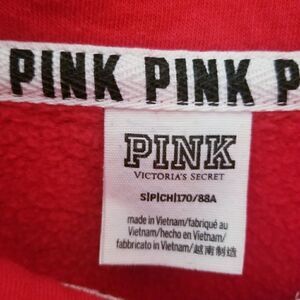 PINK PINK P
PINK
VICTORIA'S SECRET
S|P|CH|170/88A
made in Vietnam/fabriqué au
Vietnam/hecho en Vietnam/
fabbricato in Vietnam/越南制造